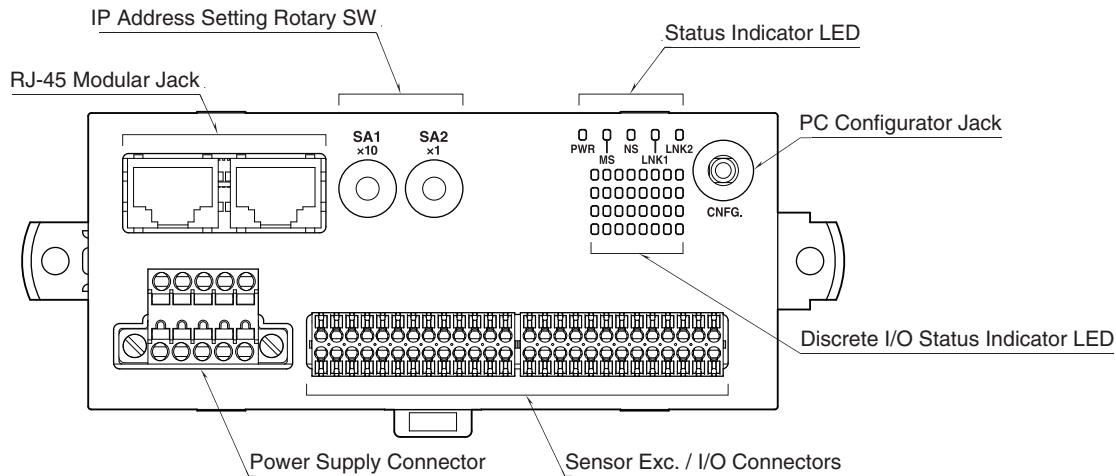 IP Address Setting Rotary SW
Status Indicator LED
RJ-45 Modular Jack
PC Configurator Jack
SA1
×10
SA2
×1
PWR
MS
NS
LNK1
LNK2
CNFG.
Discrete I/O Status Indicator LED
Power Supply Connector
Sensor Exc. / I/O Connectors